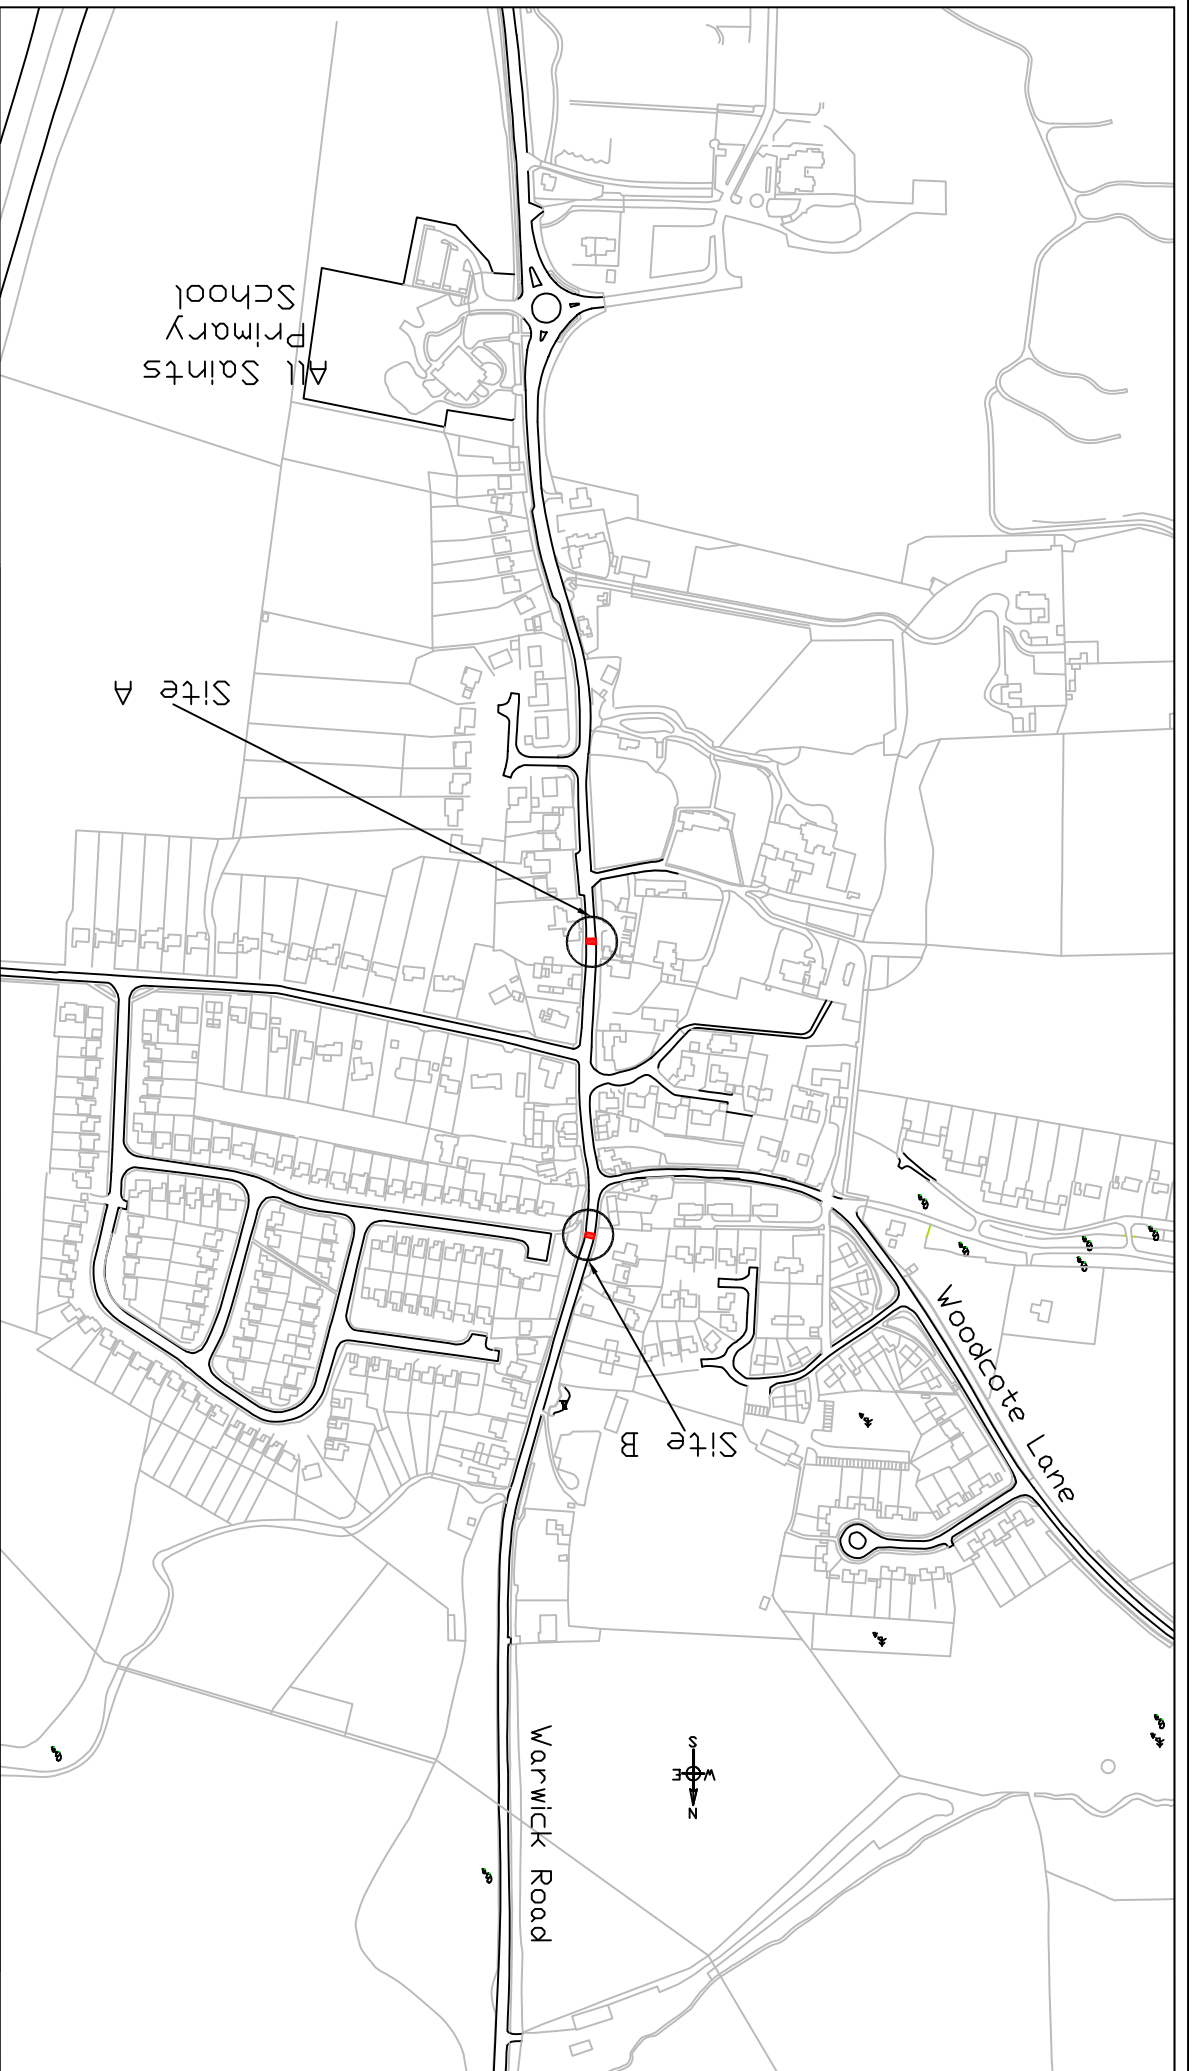 All Saints
Primary
School
Site A
Site B
Woodcote Lane
Warwick Road
N
W E
S